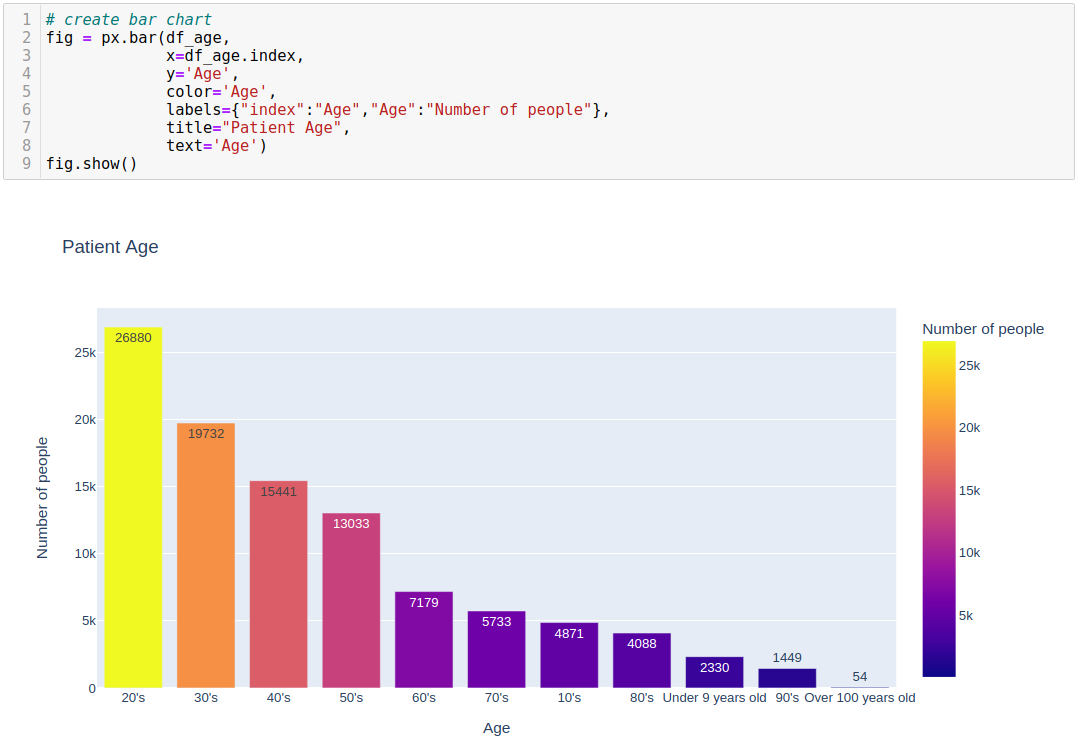 1 # create bar chart
2 fig = px.bar(df_age,
3 x=df_age.index,
4 y='Age',
5 color='Age',
6 labels={"index":"Age","Age":"Number of people"},
7 title="Patient Age",
8 text='Age')
9 fig.show()
Patient Age
Number of people
25k
20k
15k
10k
5k
0
26880
19732
15441
13033
7179
5733
4871
4088
2330
1449
54
20's 30's 40's 50's 60's 70's 10's 80's Under 9 years old 90's Over 100 years old
Age
Number of people
25k
20k
15k
10k
5k